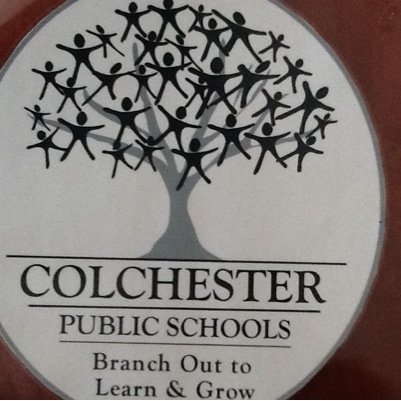 COLCHESTER
PUBLIC SCHOOLS
Branch Out to
Learn & Grow